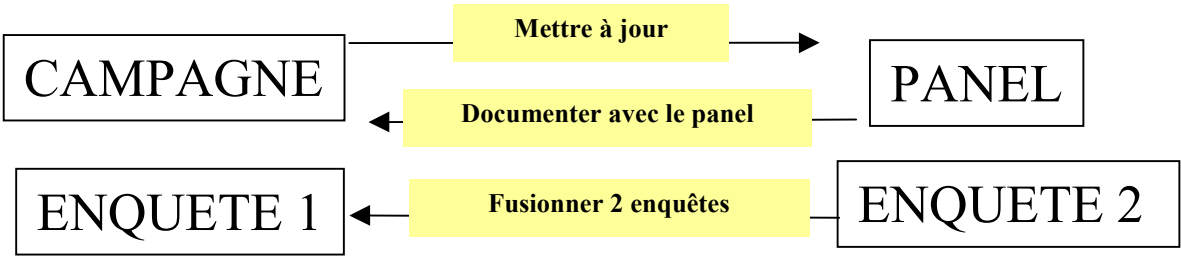 Mettre à jour
CAMPAGNE
PANEL
Documenter avec le panel
ENQUETE 1
Fusionner 2 enquêtes
ENQUETE 2